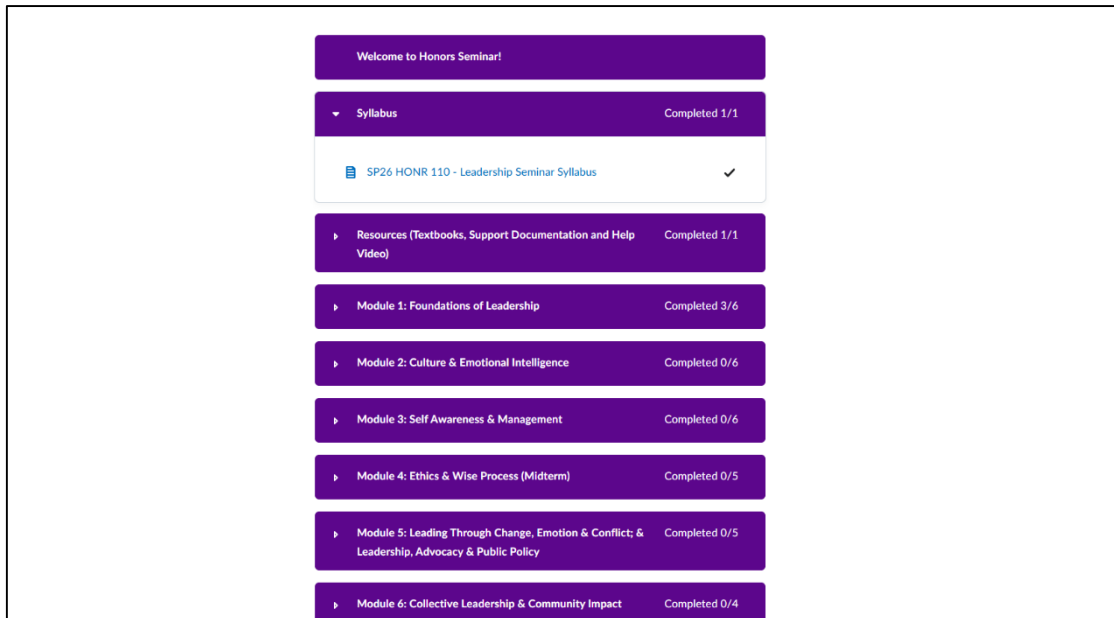 Welcome to Honors Seminar!
Syllabus Completed 1/1
SP26 HONR 110 - Leadership Seminar Syllabus
Resources (Textbooks, Support Documentation and Help Completed 1/1
Video)
Module 1: Foundations of Leadership Completed 3/6
Module 2: Culture & Emotional Intelligence Completed 0/6
Module 3: Self Awareness & Management Completed 0/6
Module 4: Ethics & Wise Process (Midterm) Completed 0/5
Module 5: Leading Through Change, Emotion & Conflict; & Completed 0/5
Leadership, Advocacy & Public Policy
Module 6: Collective Leadership & Community Impact Completed 0/4